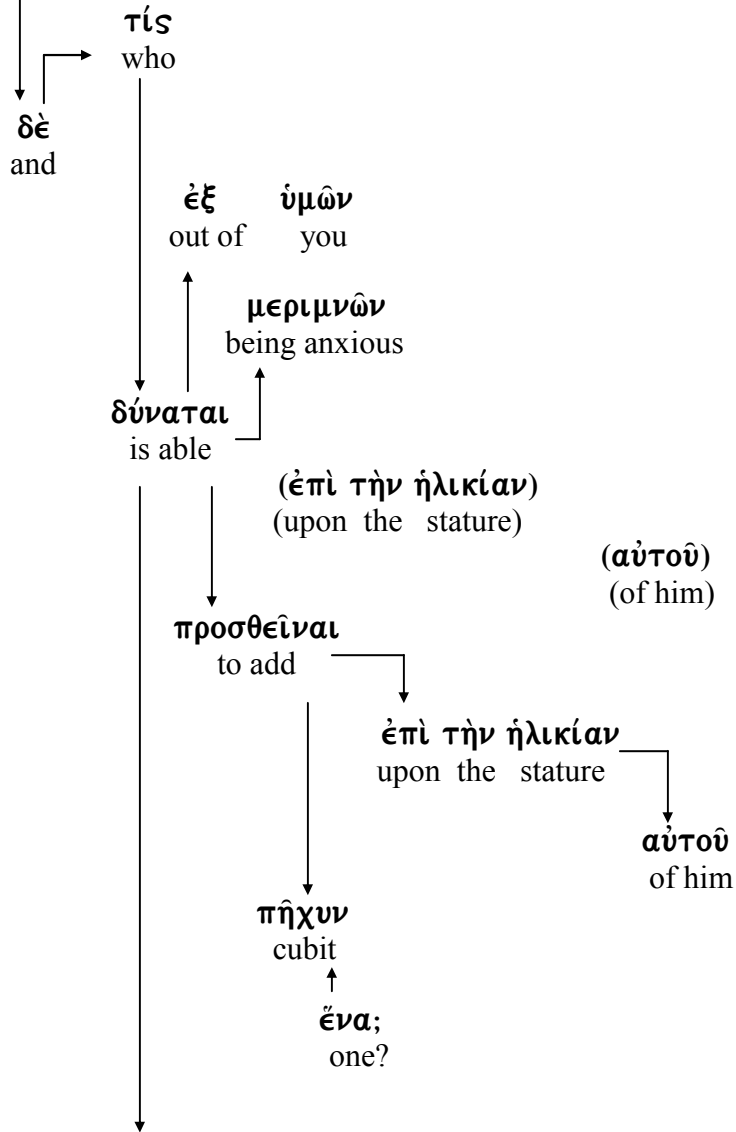 τίς
who
δὲ
and
ἐξ ὑμῶν
out of you
μεριμνῶν
being anxious
δύναται
is able
(ἐπὶ τὴν ἡλικίαν)
(upon the stature)
(αὐτοῦ)
(of him)
προσθεῖναι
to add
ἐπὶ τὴν ἡλικίαν
upon the stature
αὐτοῦ
of him
πῆχυν
cubit
ἕνα;
one?